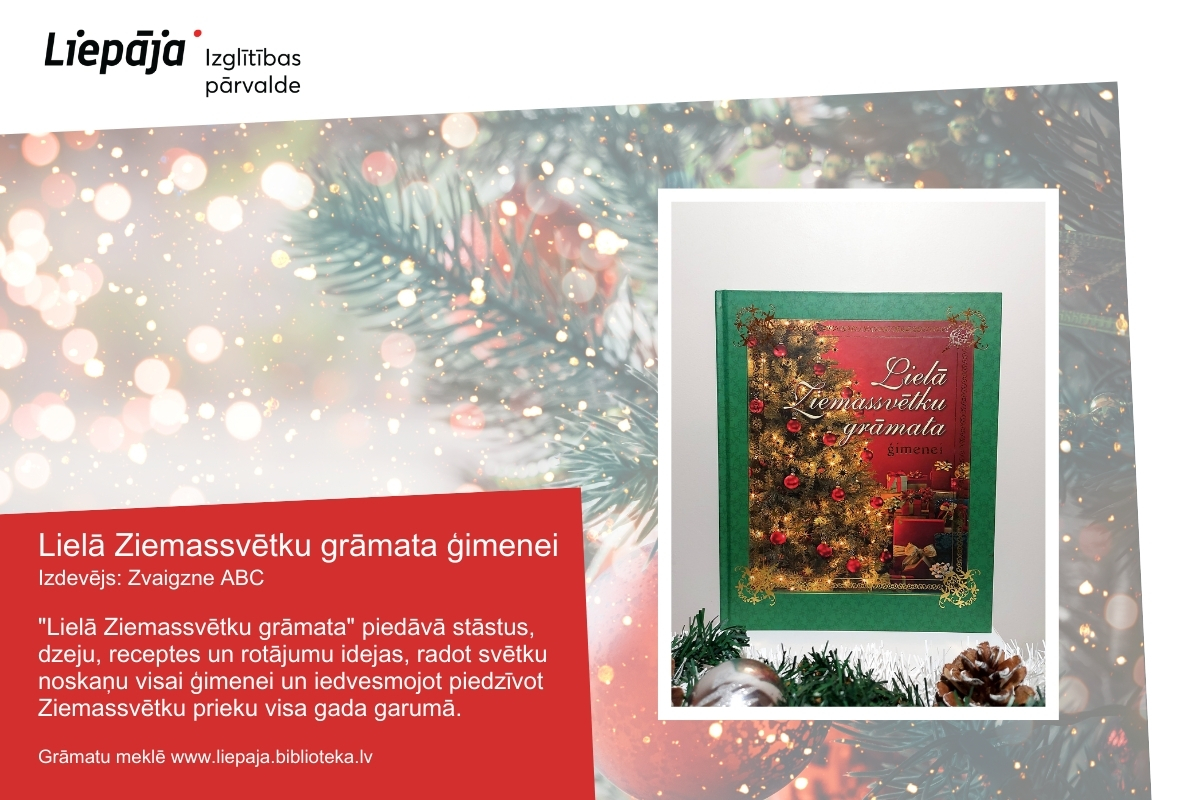 Liepāja
Izglītības
pārvalde
Lielā
Ziemassvētku
grāmata
ģimenei
Lielā Ziemassvētku grāmata ģimenei
Izdevējs: Zvaigzne ABC
"Lielā Ziemassvētku grāmata" piedāvā stāstus,
dzeju, receptes un rotājumu idejas, radot svētku
noskaņu visai ģimenei un iedvesmojot piedzīvot
Ziemassvētku prieku visa gada garumā.
Grāmatu meklē www.liepaja.biblioteka.lv